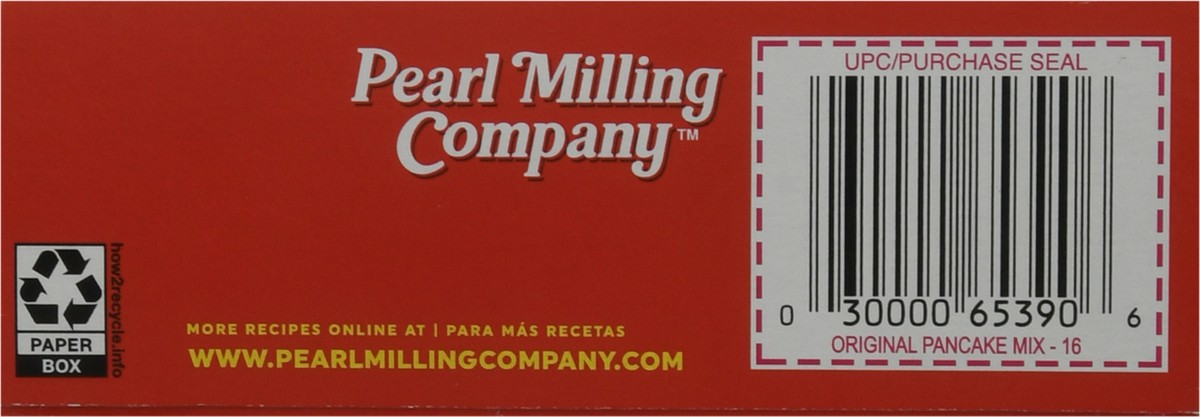 Pearl Milling
Company™
UPC/PURCHASE SEAL
0 30000 65390 6
ORIGINAL PANCAKE MIX - 16
how2recycle.info
PAPER
BOX
MORE RECIPES ONLINE AT | PARA MÁS RECETAS
WWW.PEARLMILLINGCOMPANY.COM